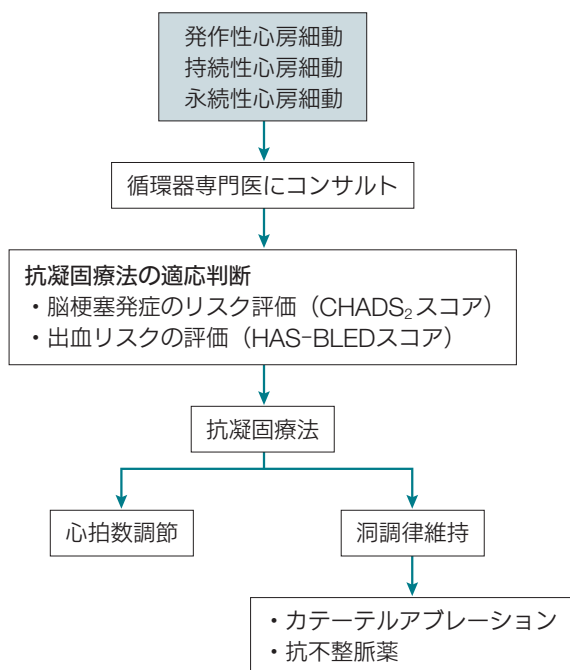 発作性心房細動
持続性心房細動
永続性心房細動
循環器専門医にコンサルト
抗凝固療法の適応判断
・脳梗塞発症のリスク評価（CHADS₂スコア）
・出血リスクの評価（HAS-BLEDスコア）
抗凝固療法
心拍数調節
洞調律維持
・カテーテルアブレーション
・抗不整脈薬